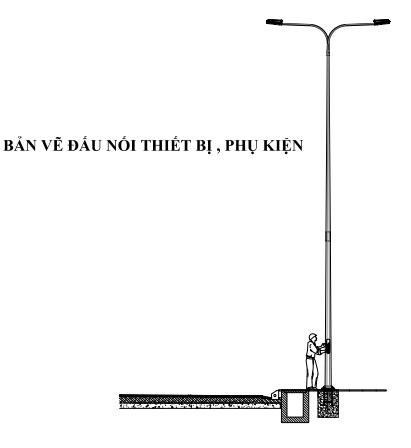 BẢN VẼ ĐẤU NỐI THIẾT BỊ , PHỤ KIỆN